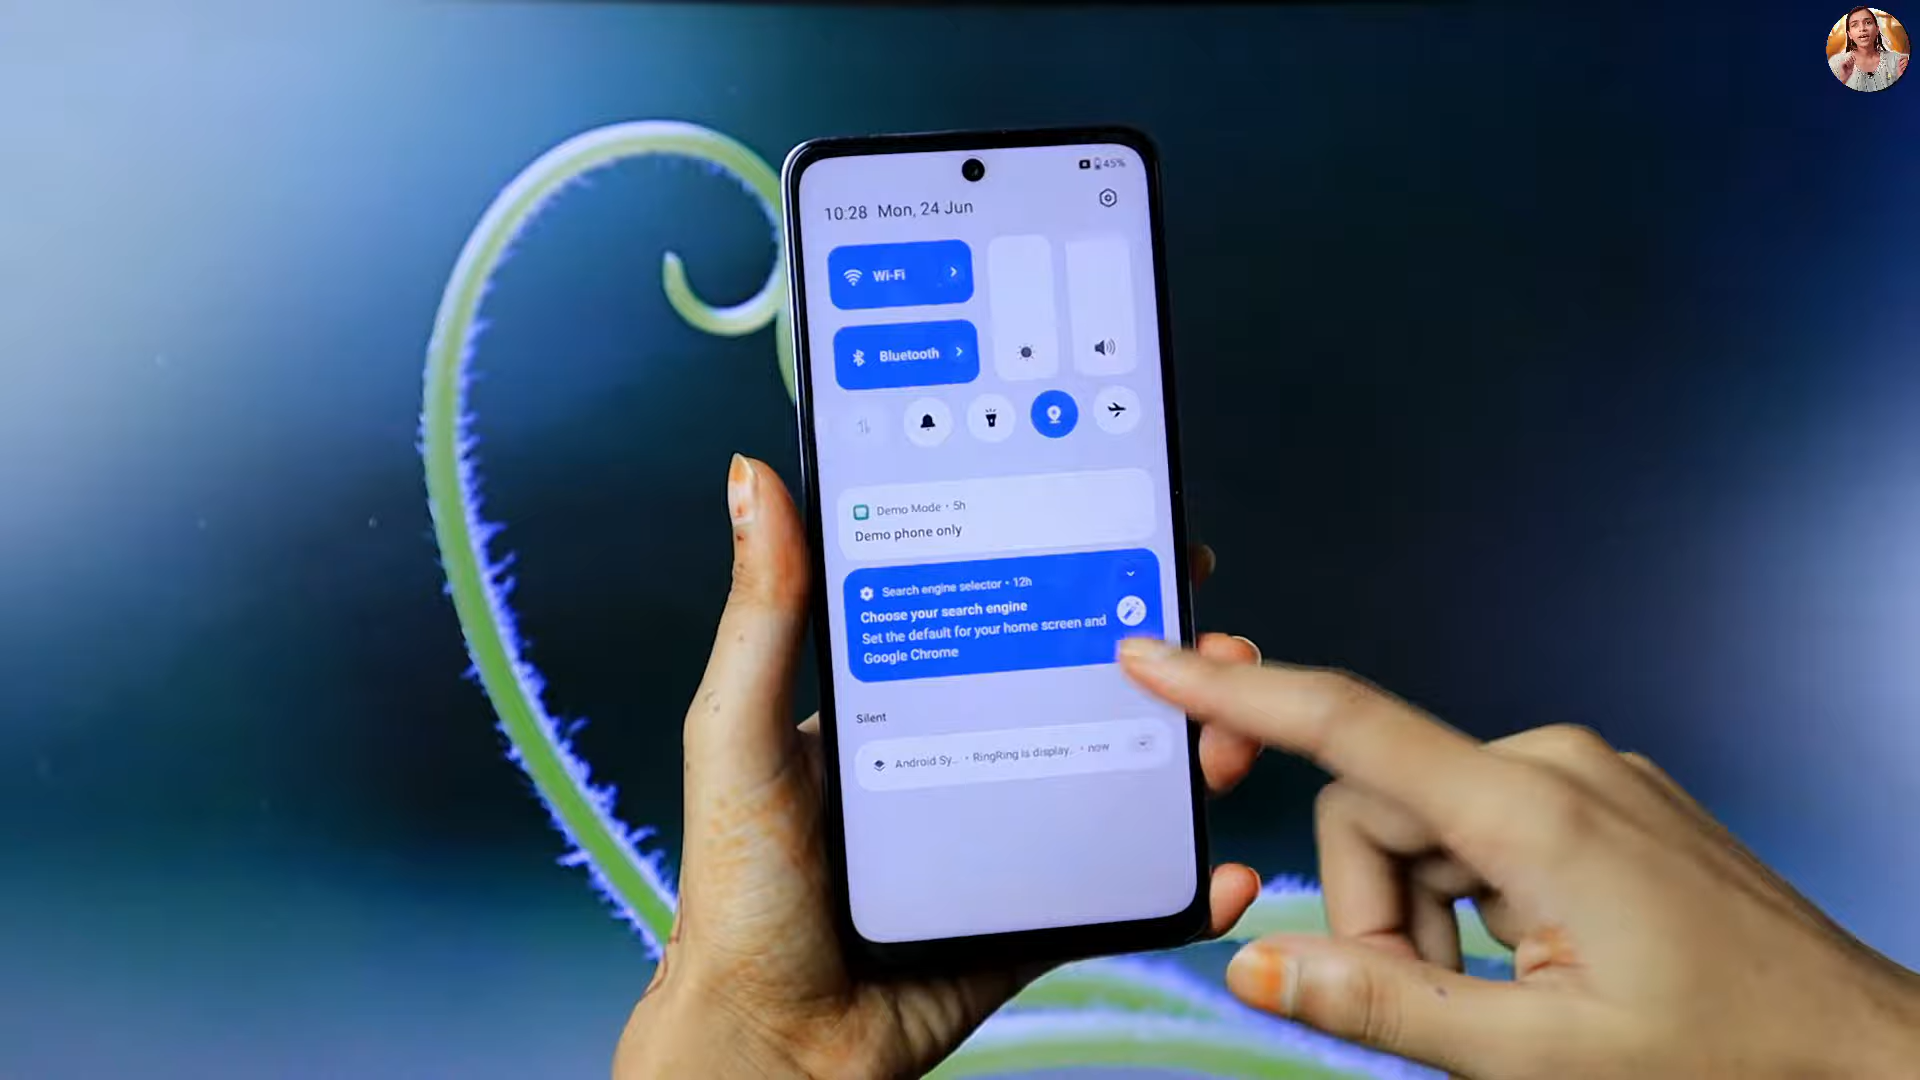 45%
10:28 Mon, 24 Jun
Wi-Fi
Bluetooth
Demo Mode • 5h
Demo phone only
Search engine selector • 12h
Choose your search engine
Set the default for your home screen and
Google Chrome
Silent
Android Sy... • RingRing is display.. • now